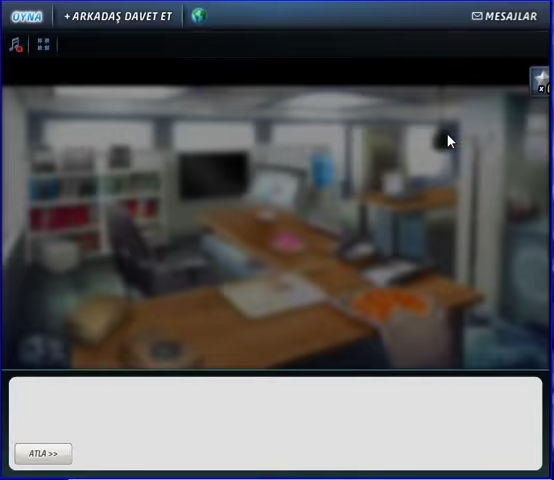 OYNA
+ ARKADAŞ DAVET ET
MESAJLAR
x
ATLA >>